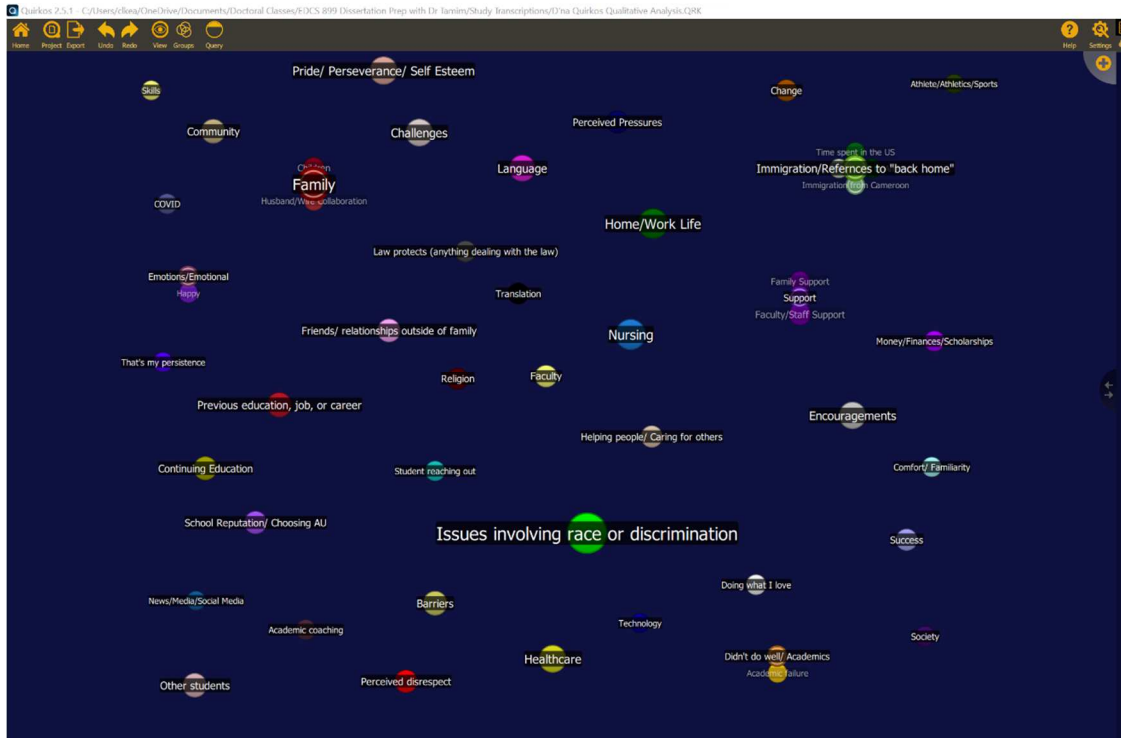 Quirkos 2.5.1 - C:/Users/clkea/OneDrive/Documents/Doctoral Classes/EDCS 899 Dissertation Prep with Dr Tamim/Study Transcriptions/D'na Quirkos Qualitative Analysis.QRK
Home Project Export Undo Redo View Groups Query Help Settings
Pride/ Perseverance/ Self Esteem
Skills
Change
Athlete/Athletics/Sports
Community
Challenges
Perceived Pressures
Time spent in the US
Children
Language
Immigration/Refernces to "back home"
Family
Immigration from Cameroon
Husband/Wife collaboration
COVID
Home/Work Life
Law protects (anything dealing with the law)
Emotions/Emotional
Happy
Translation
Family Support
Support
Faculty/Staff Support
Friends/ relationships outside of family
Nursing
Money/Finances/Scholarships
That's my persistence
Religion
Faculty
Previous education, job, or career
Encouragements
Helping people/ Caring for others
Continuing Education
Student reaching out
Comfort/ Familiarity
School Reputation/ Choosing AU
Issues involving race or discrimination
Success
Doing what I love
News/Media/Social Media
Barriers
Academic coaching
Technology
Society
Healthcare
Didn't do well/ Academics
Academic failure
Other students
Perceived disrespect